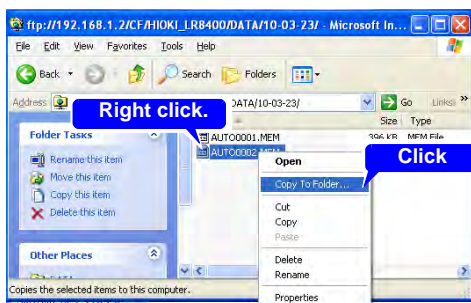 ftp://192.168.1.2/CF/HIOKI_LR8400/DATA/10-03-23/ - Microsoft In...
File Edit View Favorites Tools Help
Back Search Folders
Address DATA/10-03-23/ Go Links »
Right click.
Size Type
Folder Tasks
AUTO0001.MEM 396 KB MEM File
AUTO0002.MEM
Click
Rename this item
Move this item
Copy this item
Delete this item
Open
Copy To Folder...
Cut
Copy
Paste
Delete
Rename
Properties
Other Places
Copies the selected items to this computer.